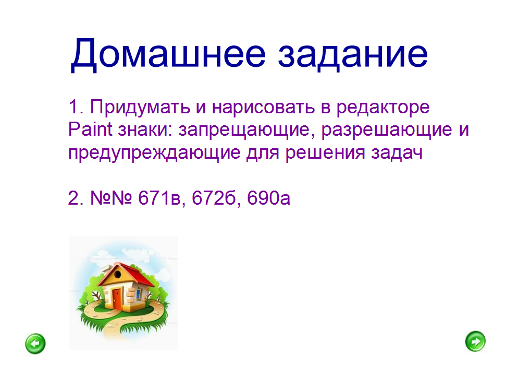 Домашнее задание
1. Придумать и нарисовать в редакторе
Paint знаки: запрещающие, разрешающие и
предупреждающие для решения задач
2. №№ 671в, 672б, 690а